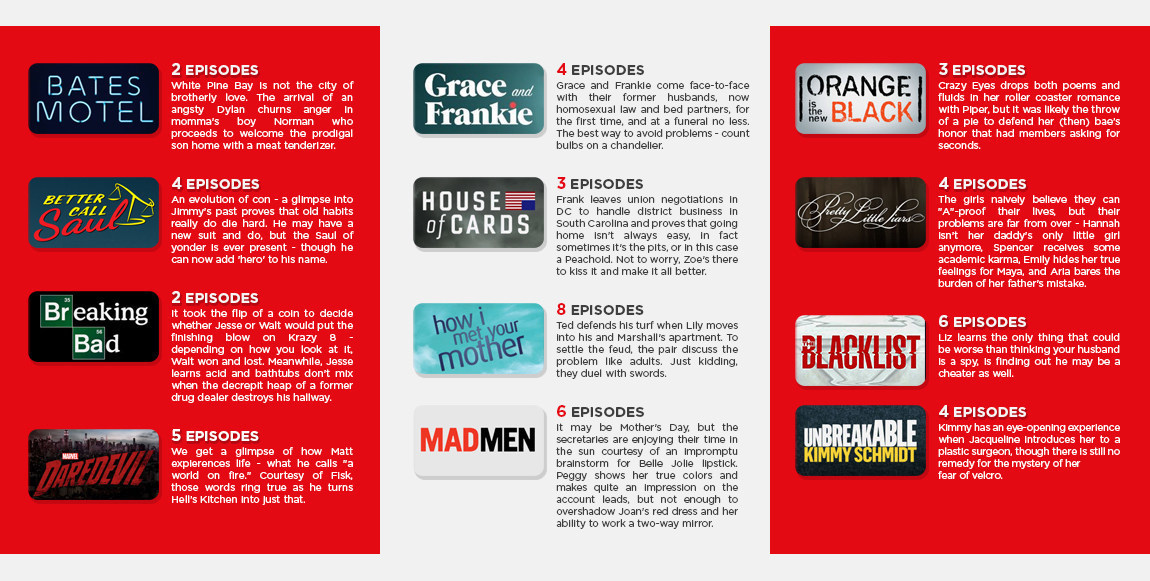 BATES
MOTEL
2 EPISODES
White Pine Bay is not the city of
brotherly love. The arrival of an
angsty Dylan churns anger in
momma's boy Norman who
proceeds to welcome the prodigal
son home with a meat tenderizer.
BETTER
CALL
Saul
4 EPISODES
An evolution of con - a glimpse into
Jimmy's past proves that old habits
really do die hard. He may have a
new suit and do, but the Saul of
yonder is ever present - though he
can now add 'hero' to his name.
35
Breaking
56
Bad
2 EPISODES
It took the flip of a coin to decide
whether Jesse or Walt would put the
finishing blow on Krazy 8 -
depending on how you look at it,
Walt won and lost. Meanwhile, Jesse
learns acid and bathtubs don't mix
when the decrepit heap of a former
drug dealer destroys his hallway.
MARVEL
DAREDEVIL
5 EPISODES
We get a glimpse of how Matt
expierences life - what he calls "a
world on fire." Courtesy of Fisk,
those words ring true as he turns
Hell's Kitchen into just that.
Grace and
Frankie
4 EPISODES
Grace and Frankie come face-to-face
with their former husbands, now
homosexual law and bed partners, for
the first time, and at a funeral no less.
The best way to avoid problems - count
bulbs on a chandelier.
HOUSE
of CARDS
3 EPISODES
Frank leaves union negotiations in
DC to handle district business in
South Carolina and proves that going
home isn't always easy, in fact
sometimes it's the pits, or in this case
a Peachoid. Not to worry, Zoe's there
to kiss it and make it all better.
how i
met your
mother
8 EPISODES
Ted defends his turf when Lily moves
into his and Marshall's apartment. To
settle the feud, the pair discuss the
problem like adults. Just kidding,
they duel with swords.
MADMEN
6 EPISODES
It may be Mother's Day, but the
secretaries are enjoying their time in
the sun courtesy of an impromptu
brainstorm for Belle Jolie lipstick.
Peggy shows her true colors and
makes quite an impression on the
account leads, but not enough to
overshadow Joan's red dress and her
ability to work a two-way mirror.
ORANGE
is the new BLACK
3 EPISODES
Crazy Eyes drops both poems and
fluids in her roller coaster romance
with Piper, but it was likely the throw
of a pie to defend her (then) bae's
honor that had members asking for
seconds.
Pretty Little Liars
4 EPISODES
The girls naively believe they can
"A"-proof their lives, but their
problems are far from over - Hannah
isn't her daddy's only little girl
anymore, Spencer receives some
academic karma, Emily hides her true
feelings for Maya, and Aria bares the
burden of her father's mistake.
THE
BLACKLIST
6 EPISODES
Liz learns the only thing that could
be worse than thinking your husband
is a spy, is finding out he may be a
cheater as well.
UNBREAKABLE
KIMMY SCHMIDT
4 EPISODES
Kimmy has an eye-opening experience
when Jacqueline introduces her to a
plastic surgeon, though there is still no
remedy for the mystery of her
fear of velcro.